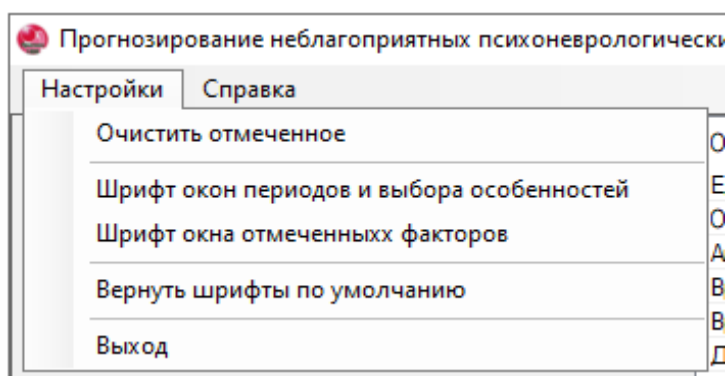 Прогнозирование неблагоприятных психоневрологически
Настройки Справка
Очистить отмеченное
Шрифт окон периодов и выбора особенностей
Шрифт окна отмеченныхх факторов
Вернуть шрифты по умолчанию
Выход